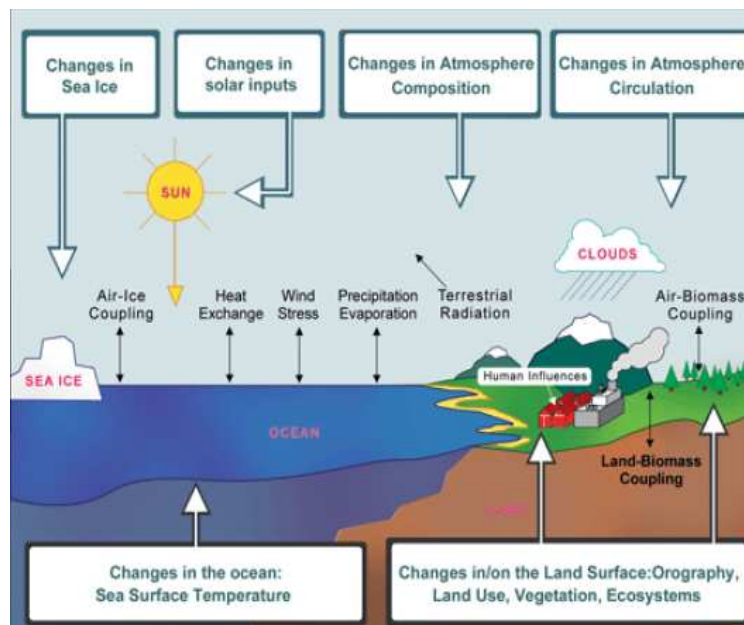 Changes in
Sea Ice
Changes in
solar inputs
Changes in Atmosphere
Composition
Changes in Atmosphere
Circulation
SUN
CLOUDS
Air-Ice
Coupling
Heat
Exchange
Wind
Stress
Precipitation
Evaporation
Terrestrial
Radiation
Air-Biomass
Coupling
SEA ICE
Human Influences
OCEAN
Land-Biomass
Coupling
LAND
Changes in the ocean:
Sea Surface Temperature
Changes in/on the Land Surface:Orography,
Land Use, Vegetation, Ecosystems